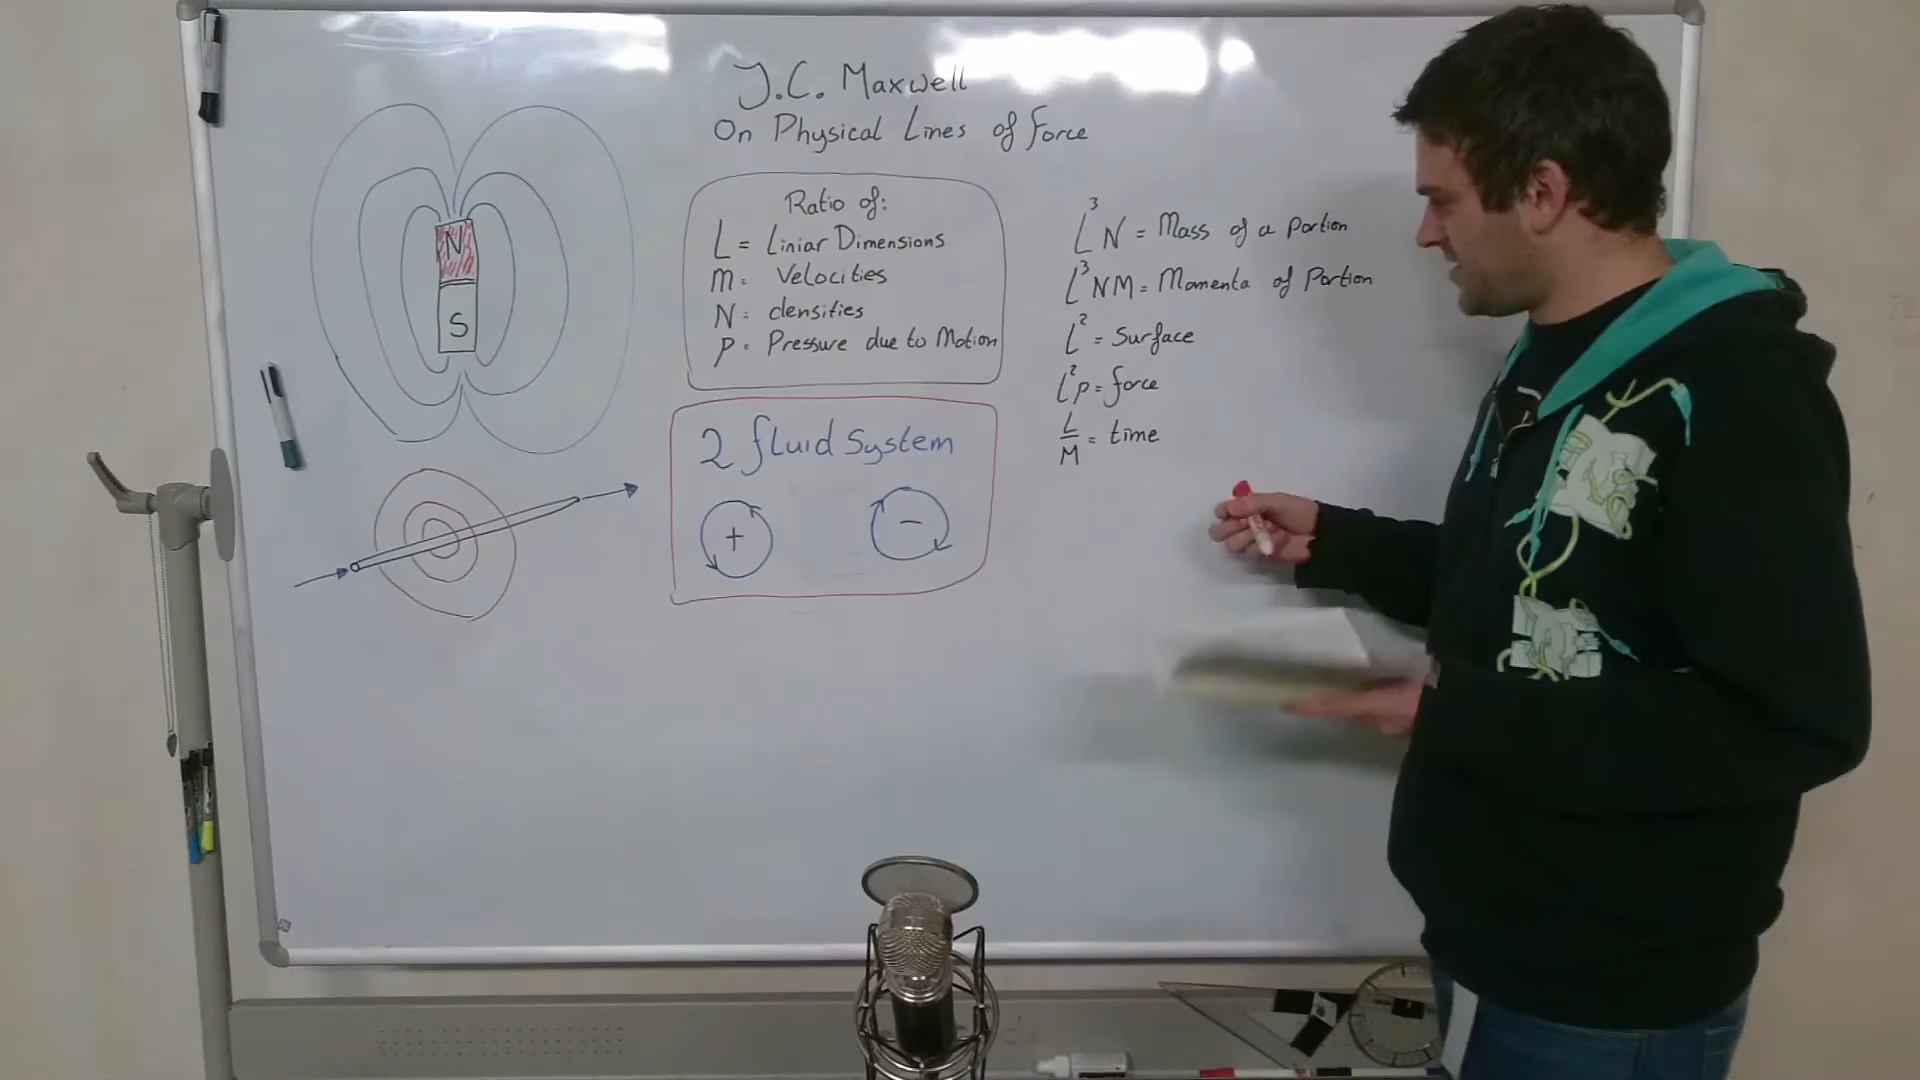 J.C. Maxwell
On Physical Lines of force
N
S
Ratio of:
L = Liniar Dimensions
m = Velocities
N = densities
P = Pressure due to Motion
2 fluid System
+ −
L³N = Mass of a Portion
L³NM = Momenta of Portion
L² = Surface
L²p = force
L/M = time